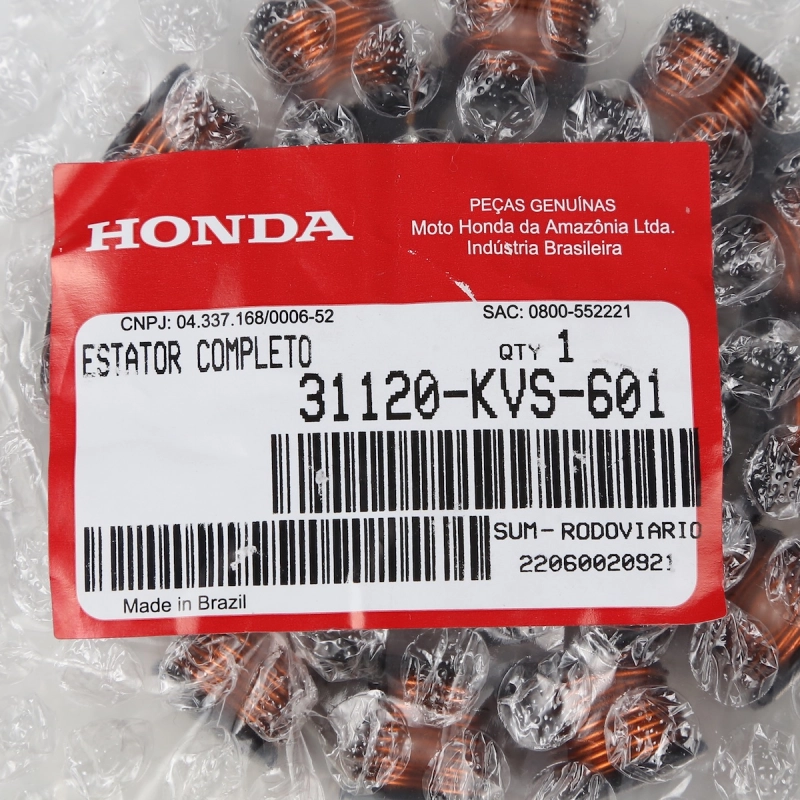 HONDA
PEÇAS GENUÍNAS
Moto Honda da Amazônia Ltda.
Indústria Brasileira
CNPJ: 04.337.168/0006-52
SAC: 0800-552221
ESTATOR COMPLETO
QTY 1
31120-KVS-601
SUM-RODOVIARIO
22060020921
Made in Brazil